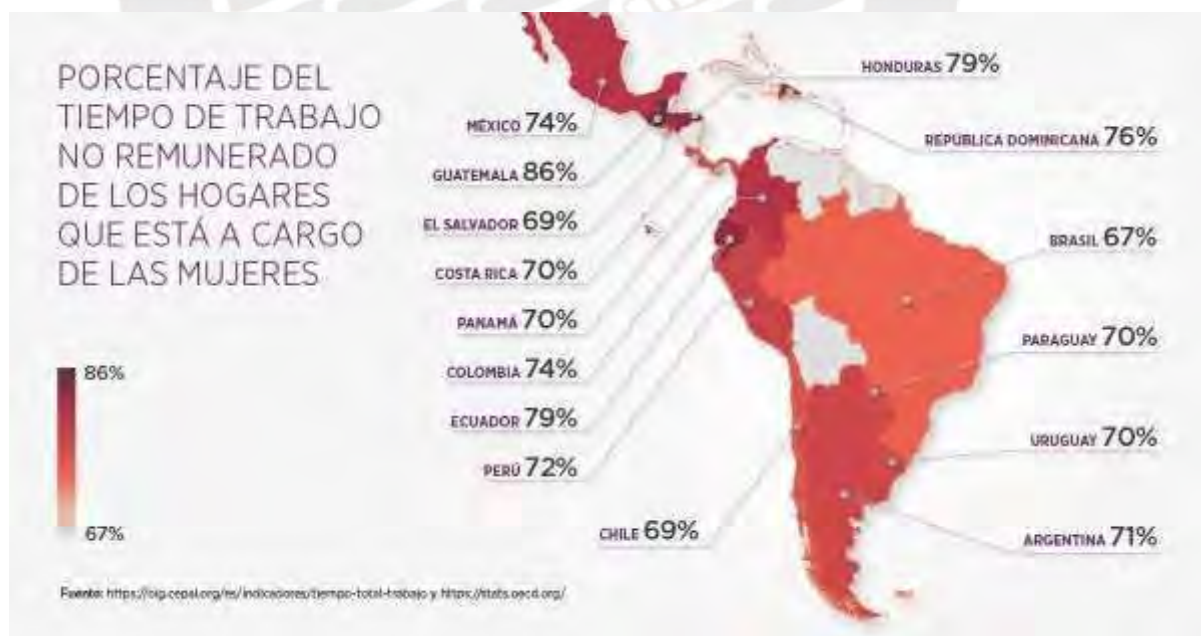 PORCENTAJE DEL
TIEMPO DE TRABAJO
NO REMUNERADO
DE LOS HOGARES
QUE ESTÁ A CARGO
DE LAS MUJERES
86%
67%
MÉXICO 74%
GUATEMALA 86%
EL SALVADOR 69%
COSTA RICA 70%
PANAMÁ 70%
COLOMBIA 74%
ECUADOR 79%
PERÚ 72%
CHILE 69%
HONDURAS 79%
REPÚBLICA DOMINICANA 76%
BRASIL 67%
PARAGUAY 70%
URUGUAY 70%
ARGENTINA 71%
Fuente: https://oig.cepal.org/es/indicadores/tiempo-total-trabajo y https://stats.oecd.org/